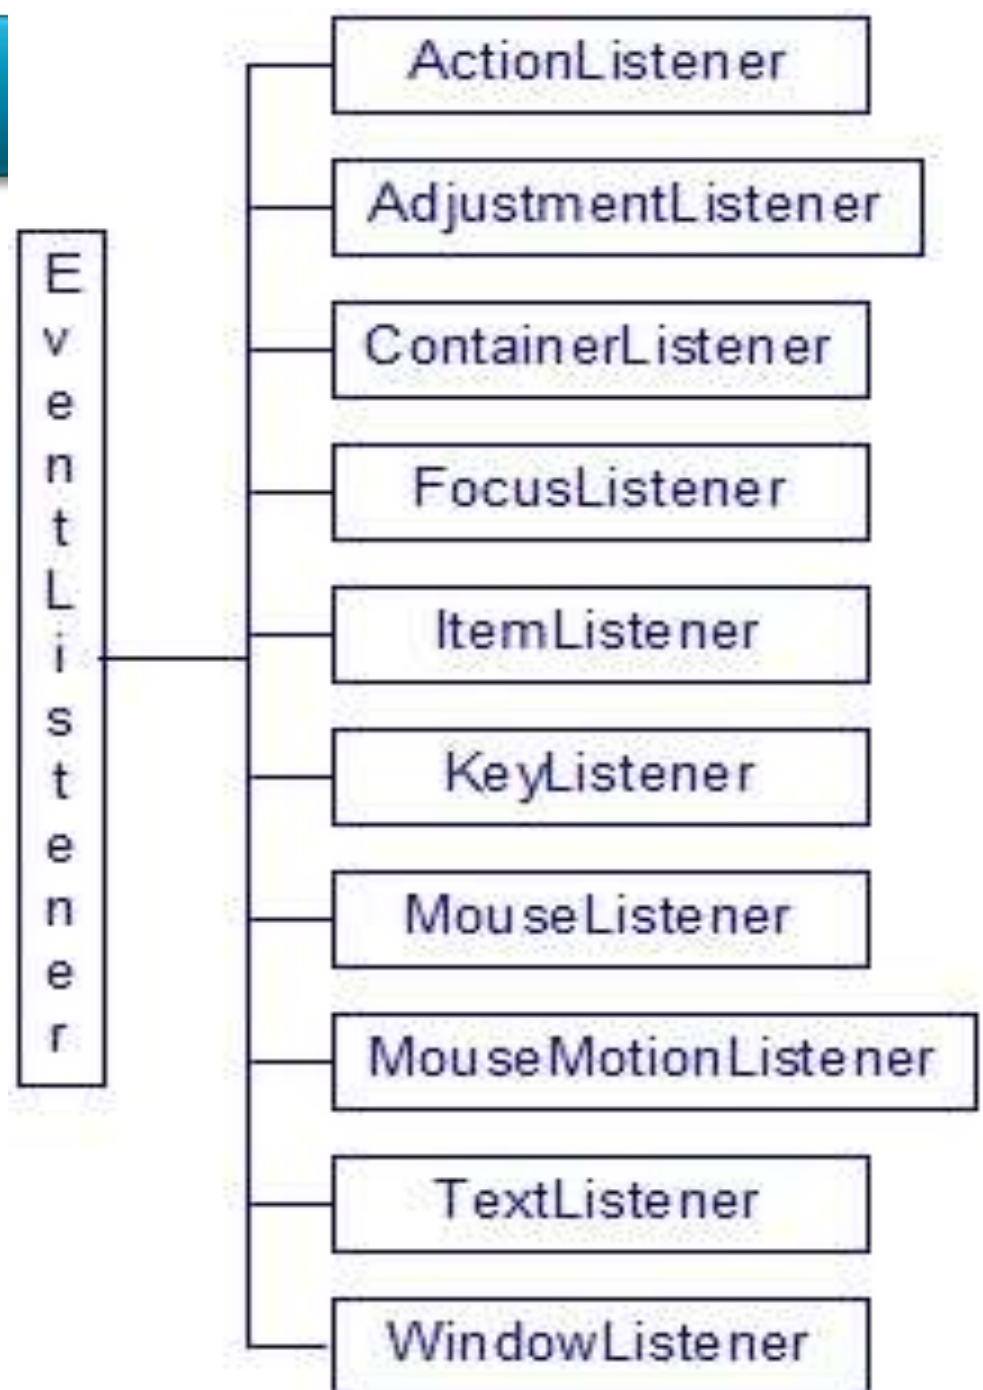 EventListener
ActionListener
AdjustmentListener
ContainerListener
FocusListener
ItemListener
KeyListener
MouseListener
MouseMotionListener
TextListener
WindowListener